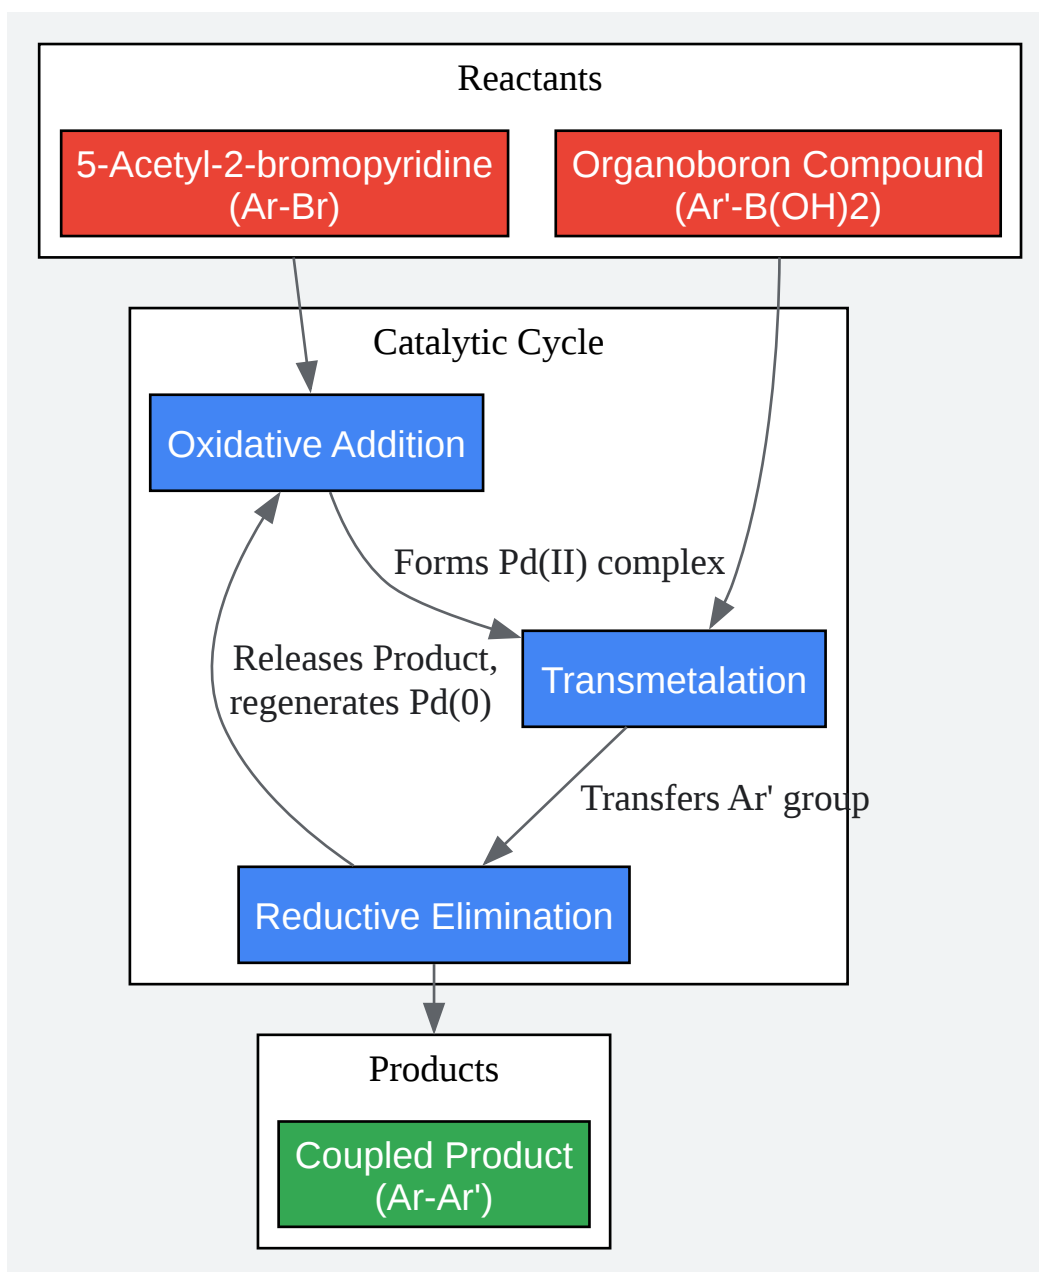 Reactants
5-Acetyl-2-bromopyridine
(Ar-Br)
Organoboron Compound
(Ar'-B(OH)2)
Catalytic Cycle
Oxidative Addition
Forms Pd(II) complex
Releases Product,
regenerates Pd(0)
Transmetalation
Transfers Ar' group
Reductive Elimination
Products
Coupled Product
(Ar-Ar')